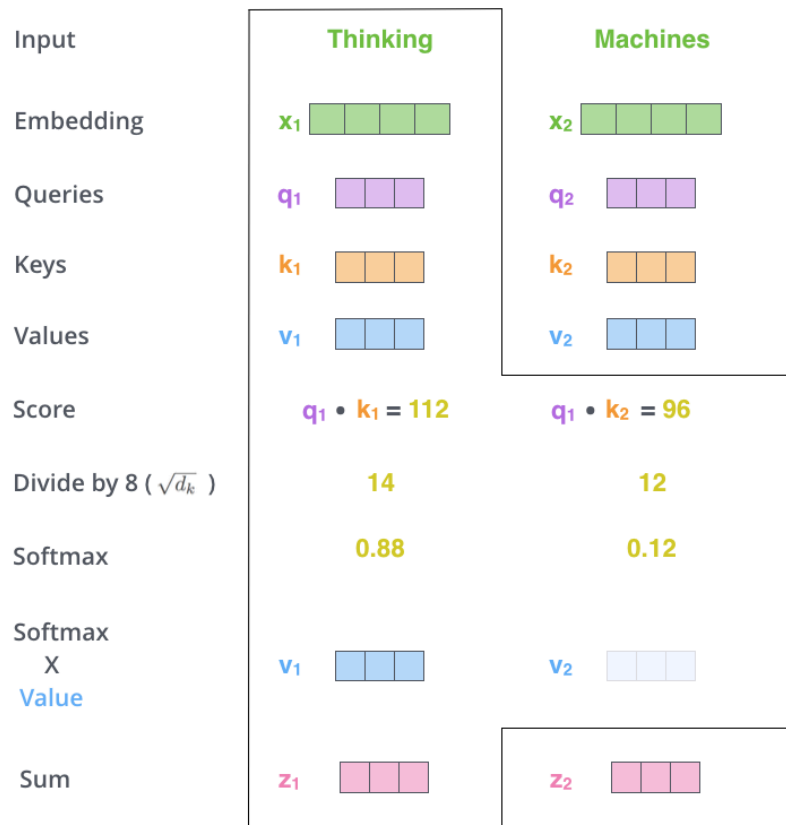 Input Thinking Machines
Embedding x₁ x₂
Queries q₁ q₂
Keys k₁ k₂
Values v₁ v₂
Score q₁ • k₁ = 112 q₁ • k₂ = 96
Divide by 8 ( √dₖ ) 14 12
Softmax 0.88 0.12
Softmax
X
Value v₁ v₂
Sum z₁ z₂